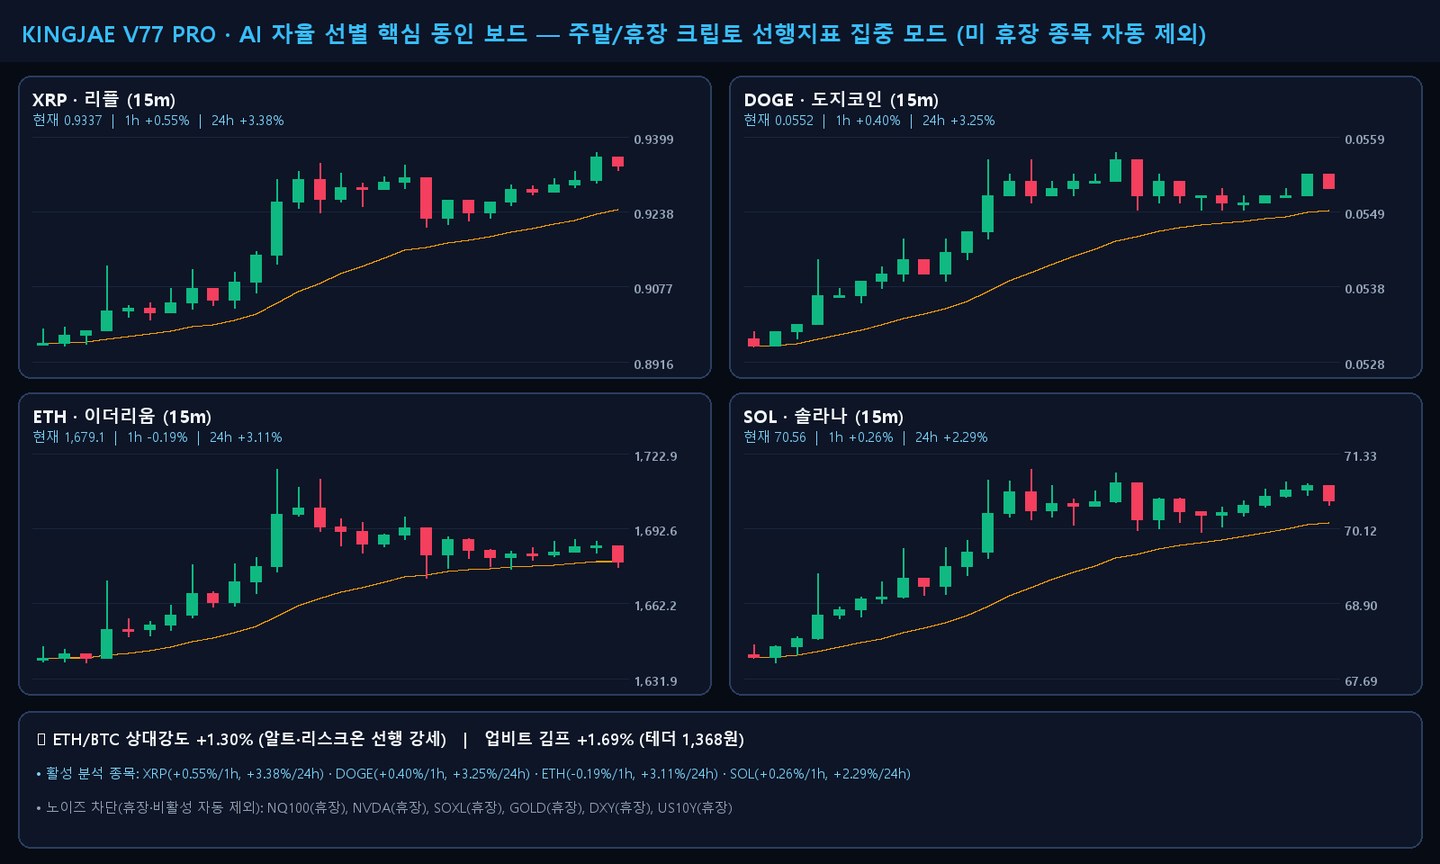 KINGJAE V77 PRO · AI 자율 선별 핵심 동인 보드 — 주말/휴장 크립토 선행지표 집중 모드 (미 휴장 종목 자동 제외)
XRP · 리플 (15m)
현재 0.9337 | 1h +0.55% | 24h +3.38%
0.9399
0.9238
0.9077
0.8916
DOGE · 도지코인 (15m)
현재 0.0552 | 1h +0.40% | 24h +3.25%
0.0559
0.0549
0.0538
0.0528
ETH · 이더리움 (15m)
현재 1,679.1 | 1h -0.19% | 24h +3.11%
1,722.9
1,692.6
1,662.2
1,631.9
SOL · 솔라나 (15m)
현재 70.56 | 1h +0.26% | 24h +2.29%
71.33
70.12
68.90
67.69
ETH/BTC 상대강도 +1.30% (알트·리스크온 선행 강세) | 업비트 김프 +1.69% (테더 1,368원)
• 활성 분석 종목: XRP(+0.55%/1h, +3.38%/24h) · DOGE(+0.40%/1h, +3.25%/24h) · ETH(-0.19%/1h, +3.11%/24h) · SOL(+0.26%/1h, +2.29%/24h)
• 노이즈 차단(휴장·비활성 자동 제외): NQ100(휴장), NVDA(휴장), SOXL(휴장), GOLD(휴장), DXY(휴장), US10Y(휴장)